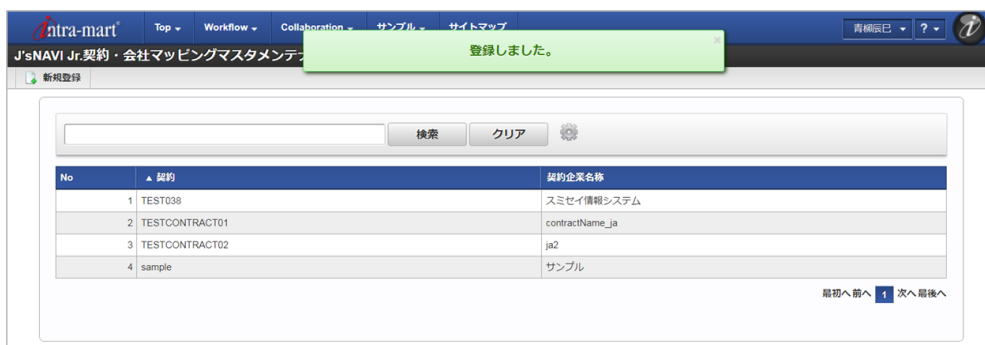 intra-mart Top Workflow Collaboration サンプル サイトマップ 青柳辰巳 ?
J'sNAVI Jr.契約・会社マッピングマスタメンテナ
登録しました。 ×
新規登録
検索 クリア
No ▲ 契約 契約企業名称
1 TEST038 スミセイ情報システム
2 TESTCONTRACT01 contractName_ja
3 TESTCONTRACT02 ja2
4 sample サンプル
最初へ 前へ 1 次へ 最後へ